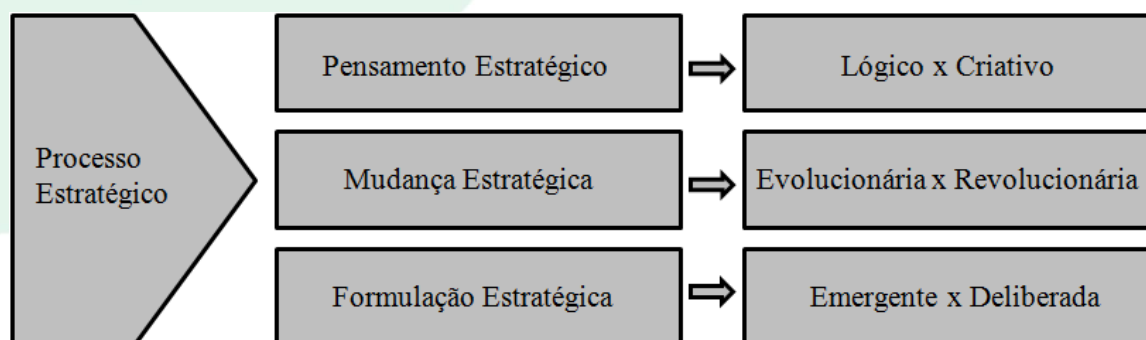 Processo
Estratégico
Pensamento Estratégico
Lógico x Criativo
Mudança Estratégica
Evolucionária x Revolucionária
Formulação Estratégica
Emergente x Deliberada